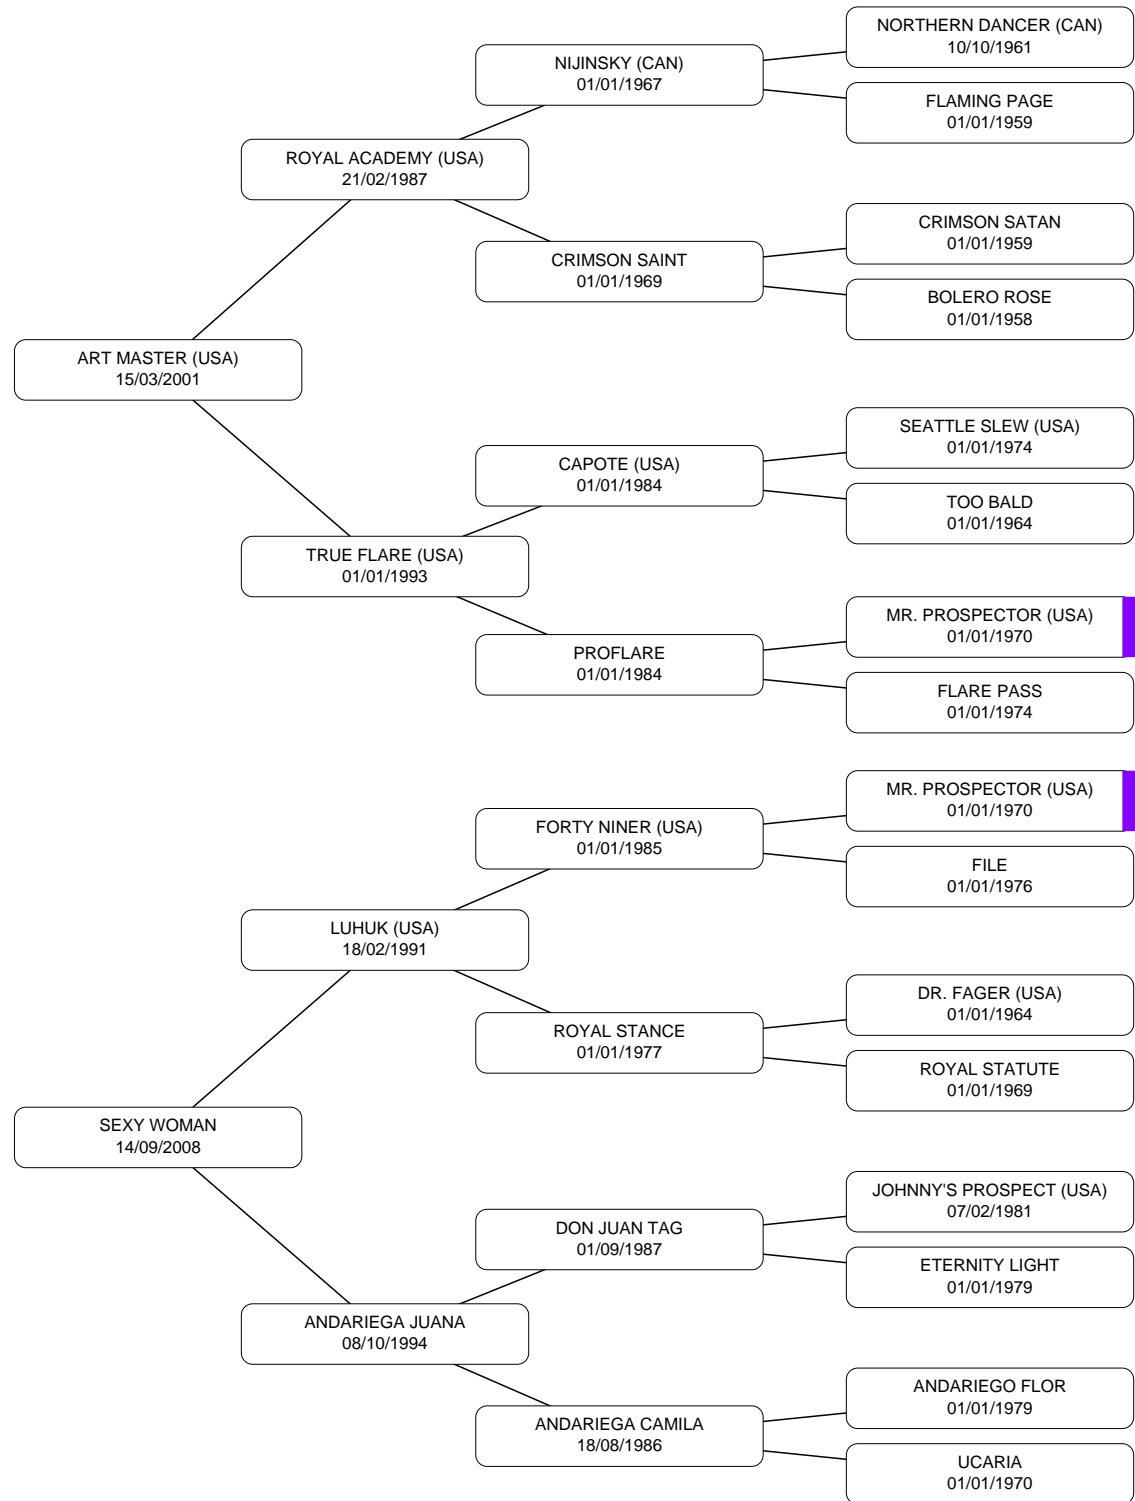 NORTHERN DANCER (CAN)
10/10/1961
NIJINSKY (CAN)
01/01/1967
FLAMING PAGE
01/01/1959
ROYAL ACADEMY (USA)
21/02/1987
CRIMSON SATAN
01/01/1959
CRIMSON SAINT
01/01/1969
BOLERO ROSE
01/01/1958
ART MASTER (USA)
15/03/2001
SEATTLE SLEW (USA)
01/01/1974
CAPOTE (USA)
01/01/1984
TOO BALD
01/01/1964
TRUE FLARE (USA)
01/01/1993
MR. PROSPECTOR (USA)
01/01/1970
PROFLARE
01/01/1984
FLARE PASS
01/01/1974
MR. PROSPECTOR (USA)
01/01/1970
FORTY NINER (USA)
01/01/1985
FILE
01/01/1976
LUHUK (USA)
18/02/1991
DR. FAGER (USA)
01/01/1964
ROYAL STANCE
01/01/1977
ROYAL STATUTE
01/01/1969
SEXY WOMAN
14/09/2008
JOHNNY'S PROSPECT (USA)
07/02/1981
DON JUAN TAG
01/09/1987
ETERNITY LIGHT
01/01/1979
ANDARIEGA JUANA
08/10/1994
ANDARIEGO FLOR
01/01/1979
ANDARIEGA CAMILA
18/08/1986
UCARIA
01/01/1970